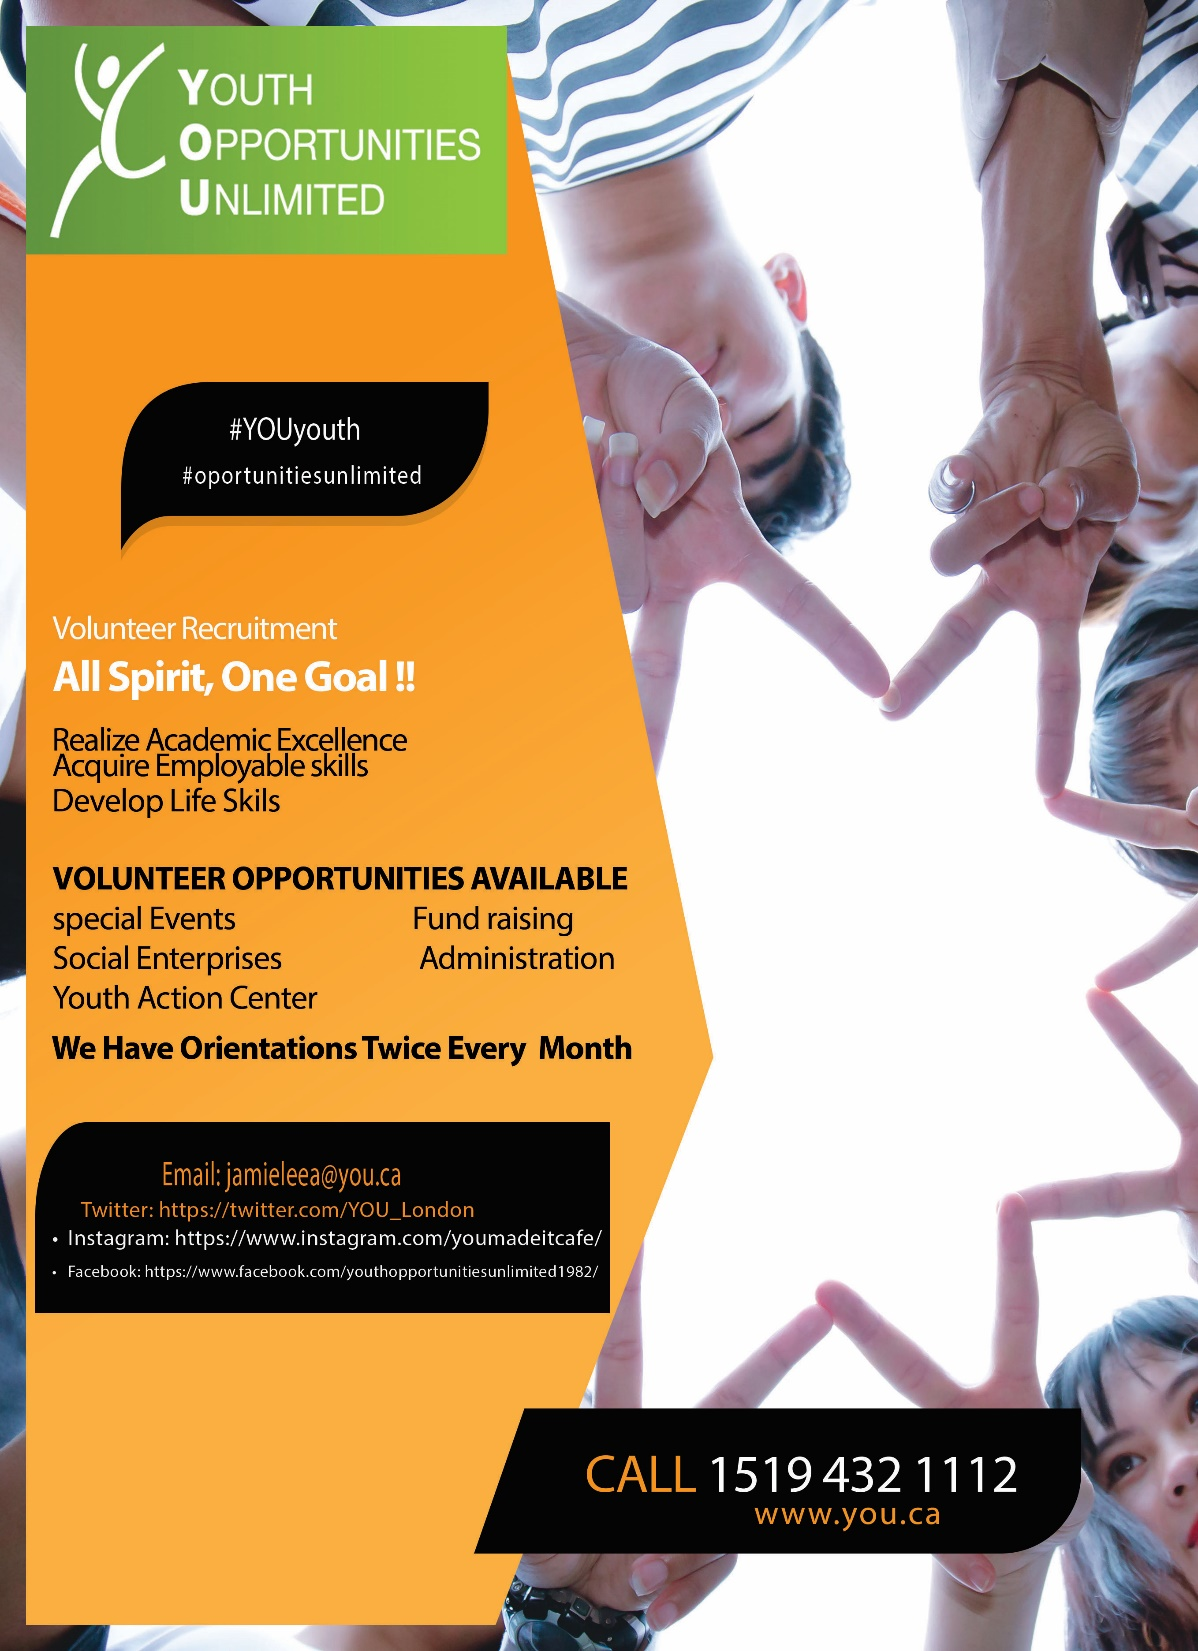 YOUTH
OPPORTUNITIES
UNLIMITED
#YOUyouth
#oportunitiesunlimited
Volunteer Recruitment
All Spirit, One Goal !!
Realize Academic Excellence
Acquire Employable skills
Develop Life Skils
VOLUNTEER OPPORTUNITIES AVAILABLE
special Events Fund raising
Social Enterprises Administration
Youth Action Center
We Have Orientations Twice Every Month
Email: jamieleea@you.ca
Twitter: https://twitter.com/YOU_London
• Instagram: https://www.instagram.com/youmadeitcafe/
• Facebook: https://www.facebook.com/youthopportunitiesunlimited1982/
CALL 1519 432 1112
www.you.ca